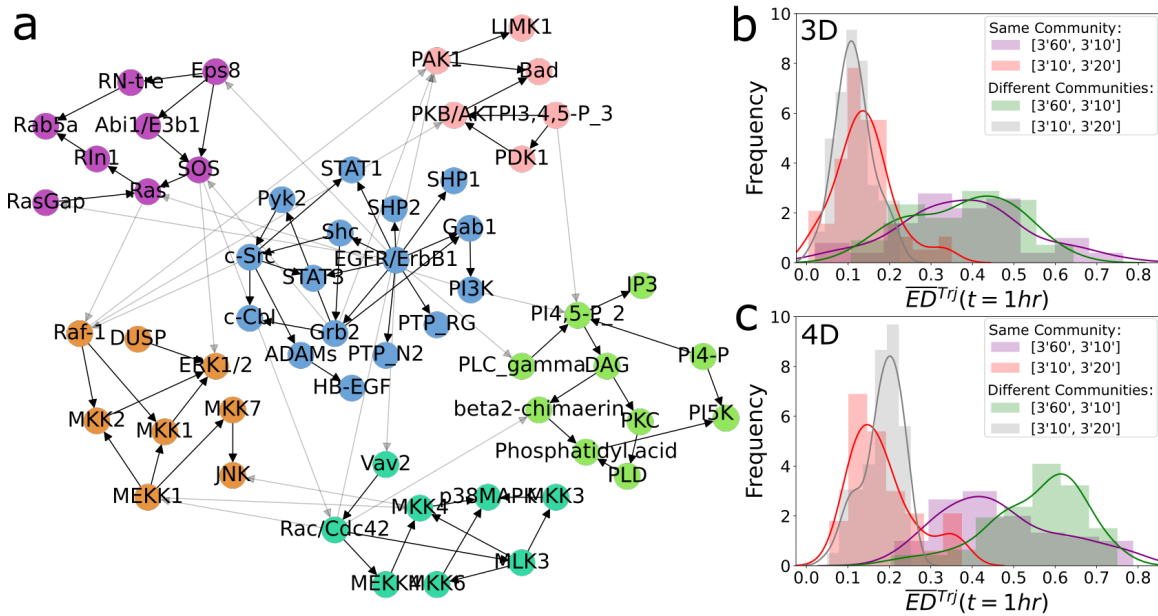 a
LIMK1
PAK1
Bad
RN-tre
Eps8
PKB/AKT
PI3,4,5-P_3
Rab5a
Abi1/E3b1
PDK1
RIn1
SOS
STAT1
SHP1
RasGap
Ras
Pyk2
SHP2
Shc
Gab1
c-Src
EGFR/ErbB1
STAT3
PI3K
JP3
PI4,5-P_2
c-Cbl
Grb2
PTP_RG
Raf-1
DUSP
ADAMs
PTP_N2
PLC_gamma
DAG
PI4-P
ERK1/2
HB-EGF
MKK2
MKK7
MKK1
beta2-chimaerin
PKC
PI5K
Phosphatidyl acid
Vav2
JNK
PLD
MEKK1
MKK4
p38MAPK
MKK3
Rac/Cdc42
MLK3
MEKK4
MKK6
b
3D
10
8
6
4
2
0
Frequency
Same Community:
[3'60', 3'10']
[3'10', 3'20']
Different Communities:
[3'60', 3'10']
[3'10', 3'20']
0.0 0.1 0.2 0.3 0.4 0.5 0.6 0.7 0.8
ED^Trj(t = 1hr)
c
4D
10
8
6
4
2
0
Frequency
Same Community:
[3'60', 3'10']
[3'10', 3'20']
Different Communities:
[3'60', 3'10']
[3'10', 3'20']
0.0 0.1 0.2 0.3 0.4 0.5 0.6 0.7 0.8
ED^Trj(t = 1hr)